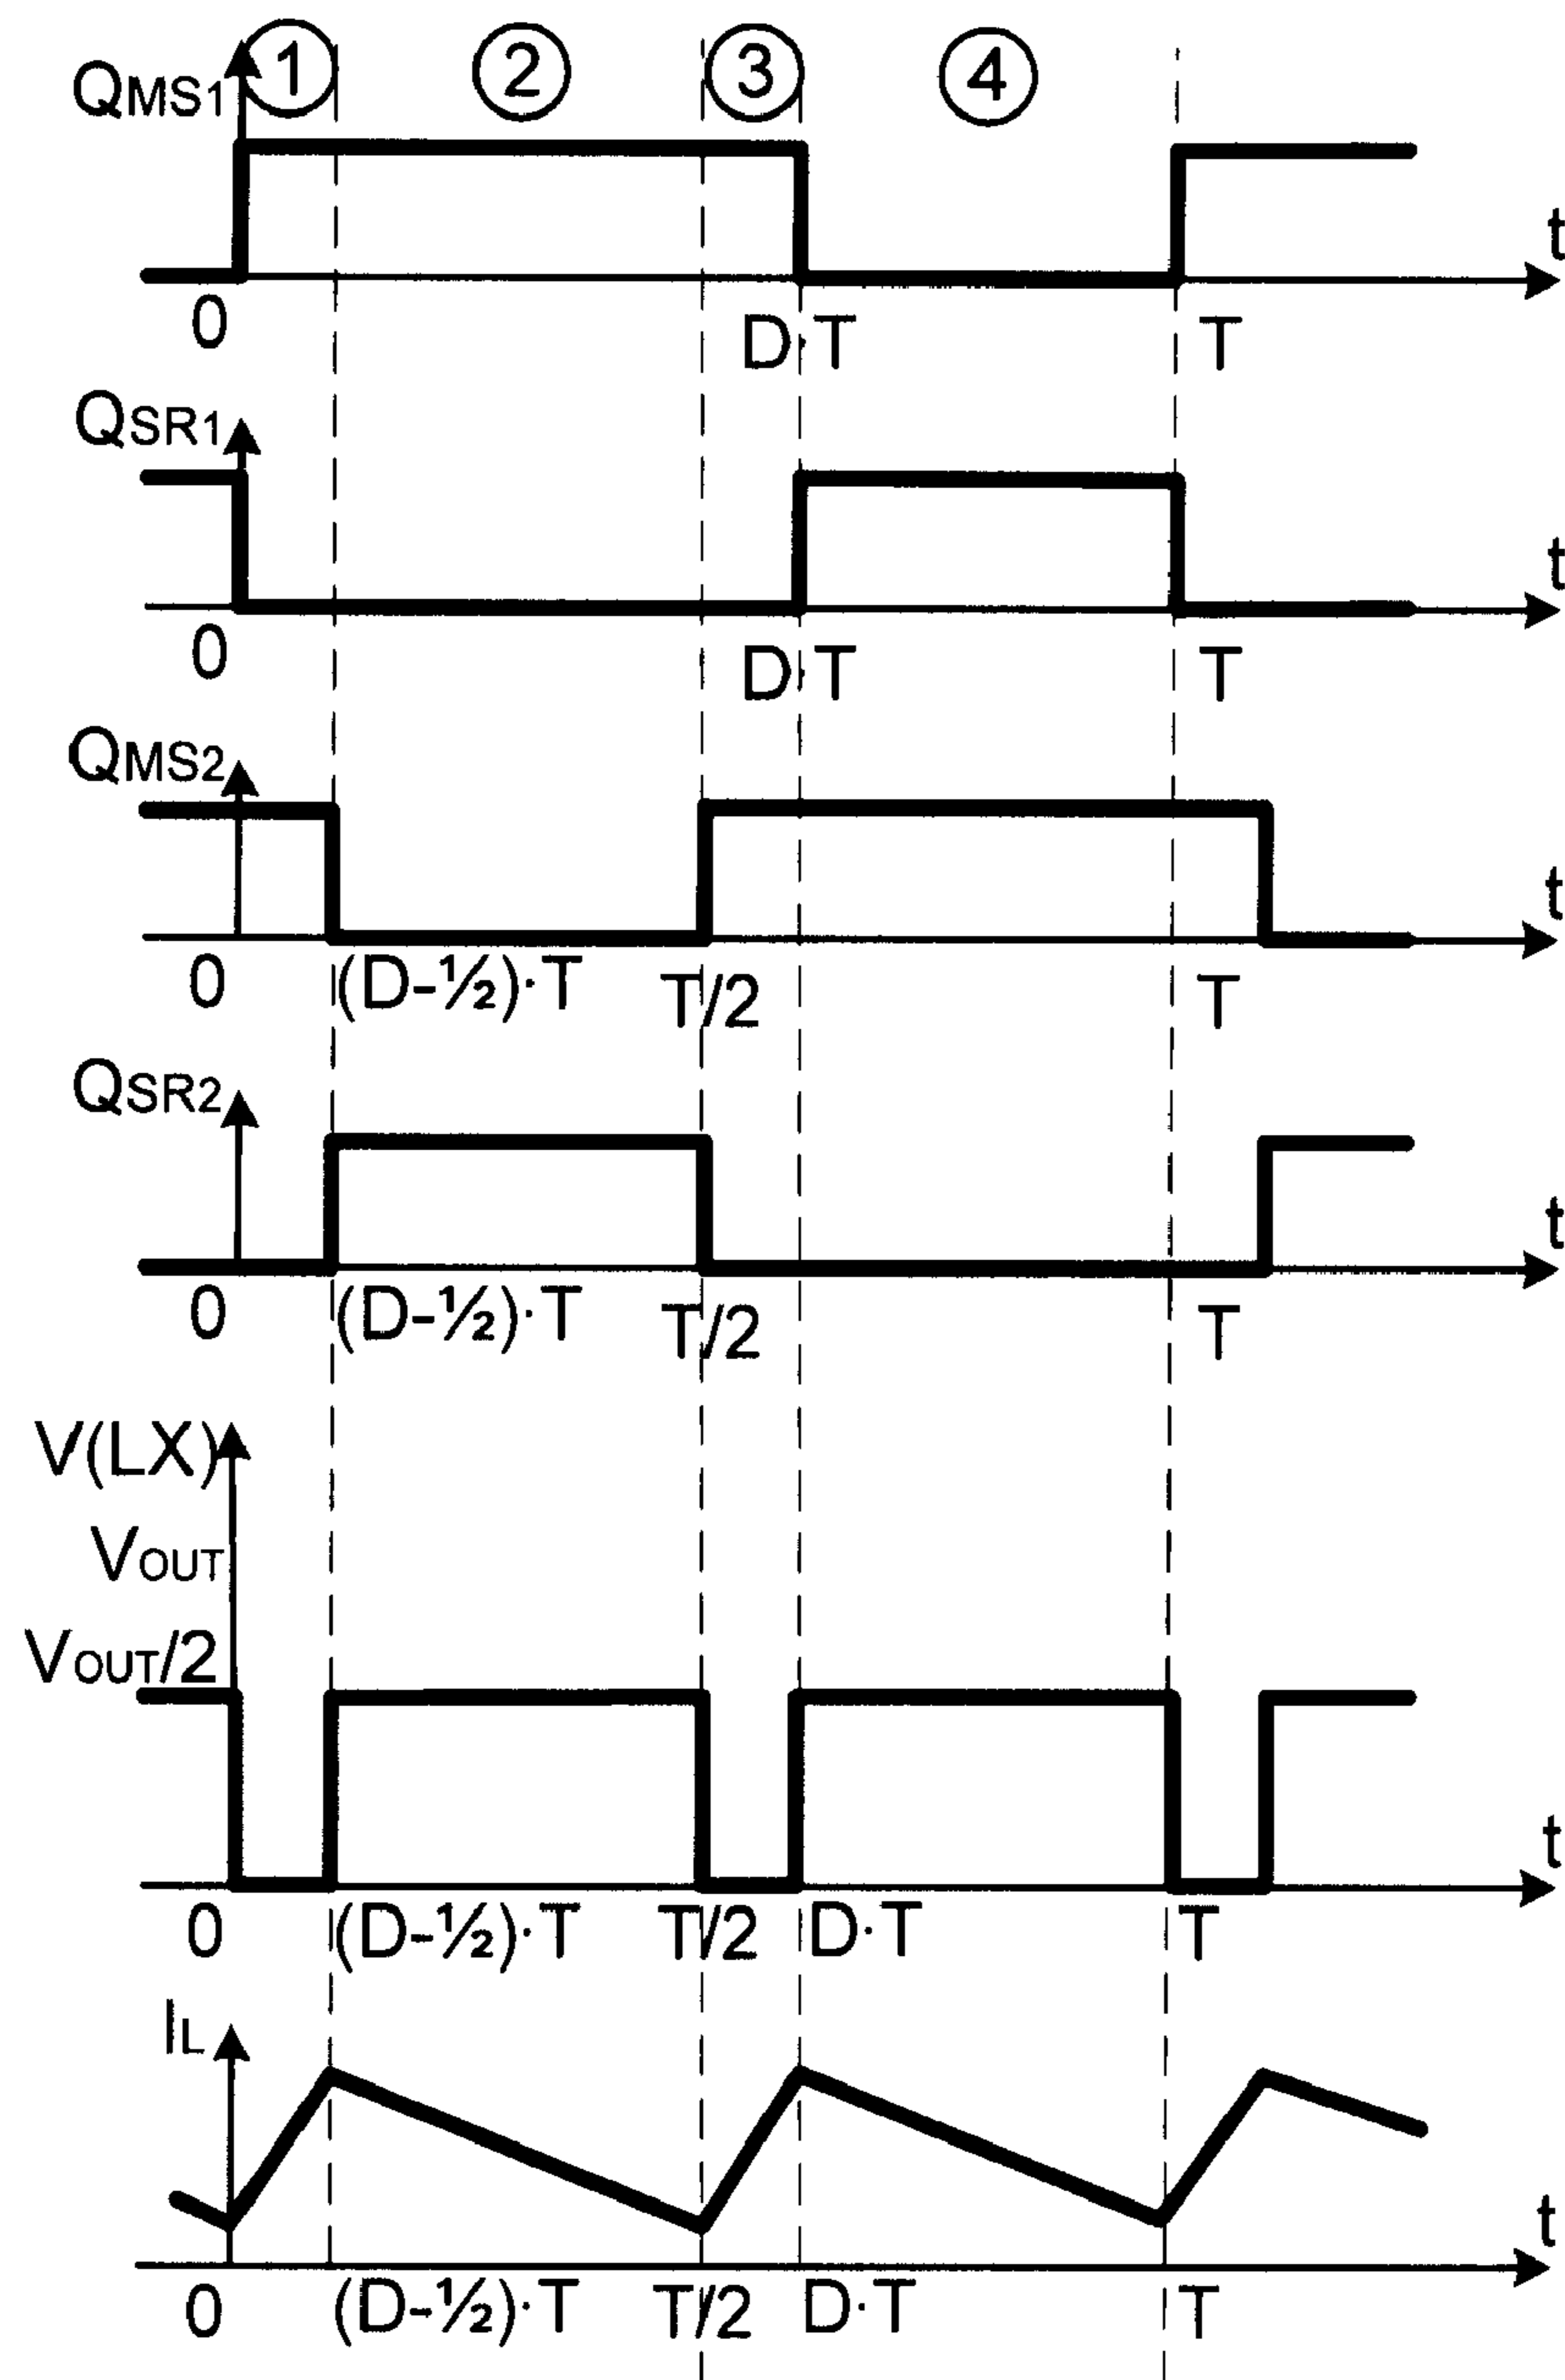 QMS1 ① ② ③ ④
t
0 D·T T
QSR1
t
0 D·T T
QMS2
t
0 (D-½)·T T/2 T
QSR2
t
0 (D-½)·T T/2 T
V(LX)
VOUT
VOUT/2
t
0 (D-½)·T T/2 D·T T
IL
t
0 (D-½)·T T/2 D·T T